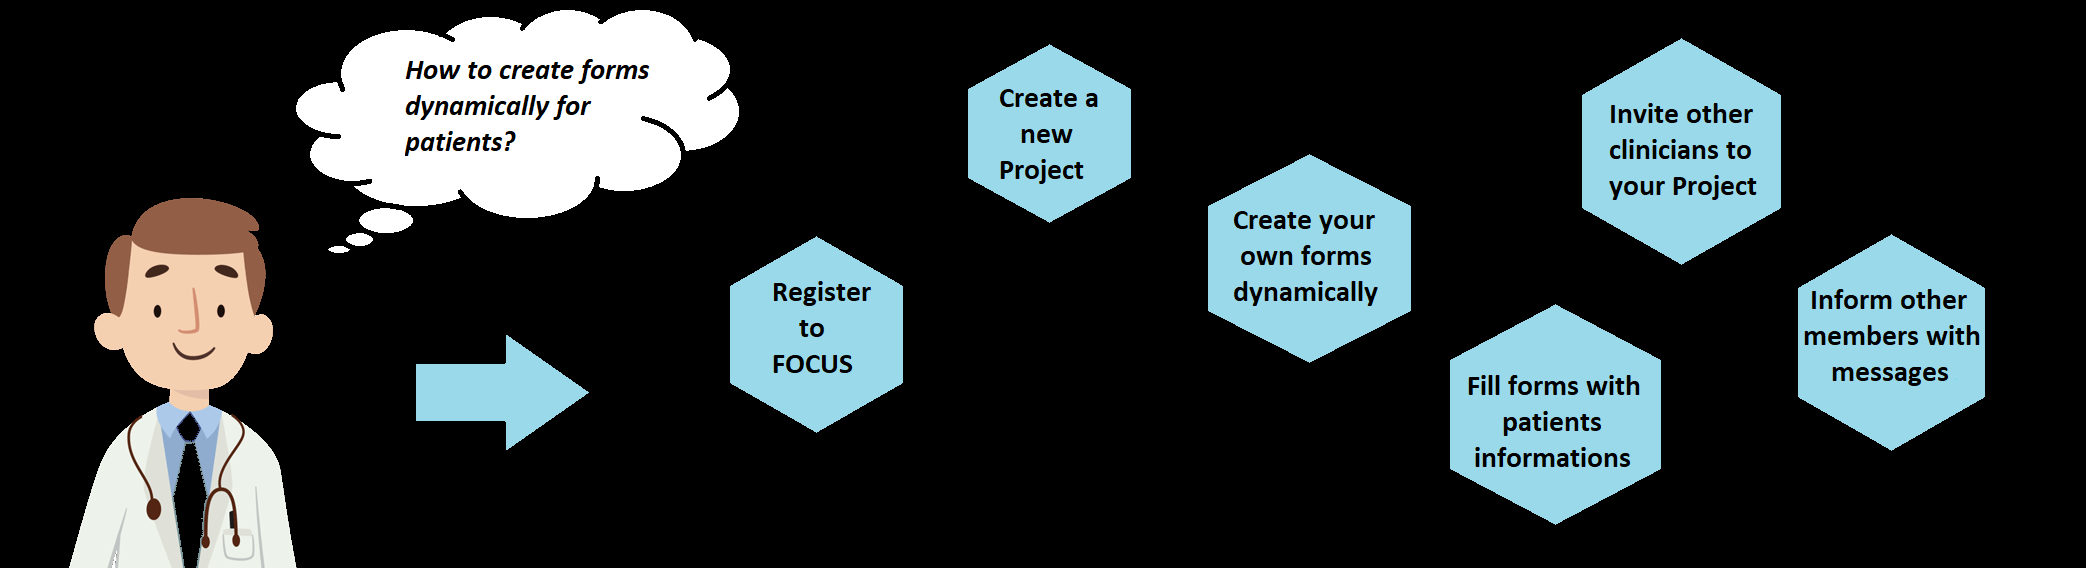 How to create forms
dynamically for
patients?
Register
to
FOCUS
Create a
new
Project
Create your
own forms
dynamically
Fill forms with
patients
informations
Invite other
clinicians to
your Project
Inform other
members with
messages